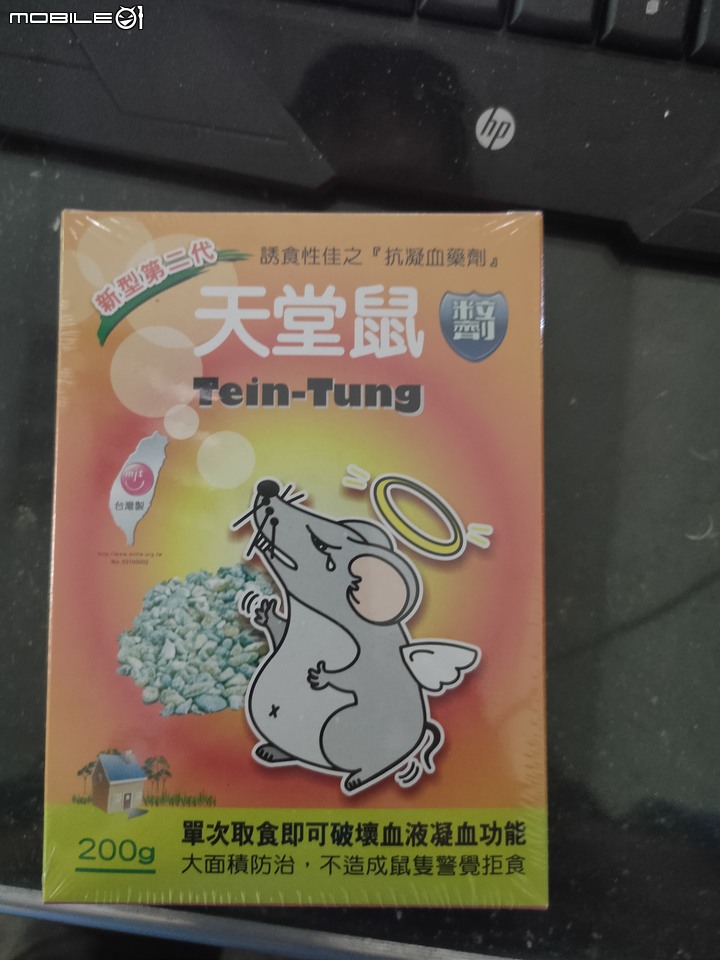 MOBILE01
hp
新型第二代
誘食性佳之『抗凝血藥劑』
天堂鼠
粒劑
Tein-Tung
mit
台灣製
200g
單次取食即可破壞血液凝血功能
大面積防治，不造成鼠隻警覺拒食